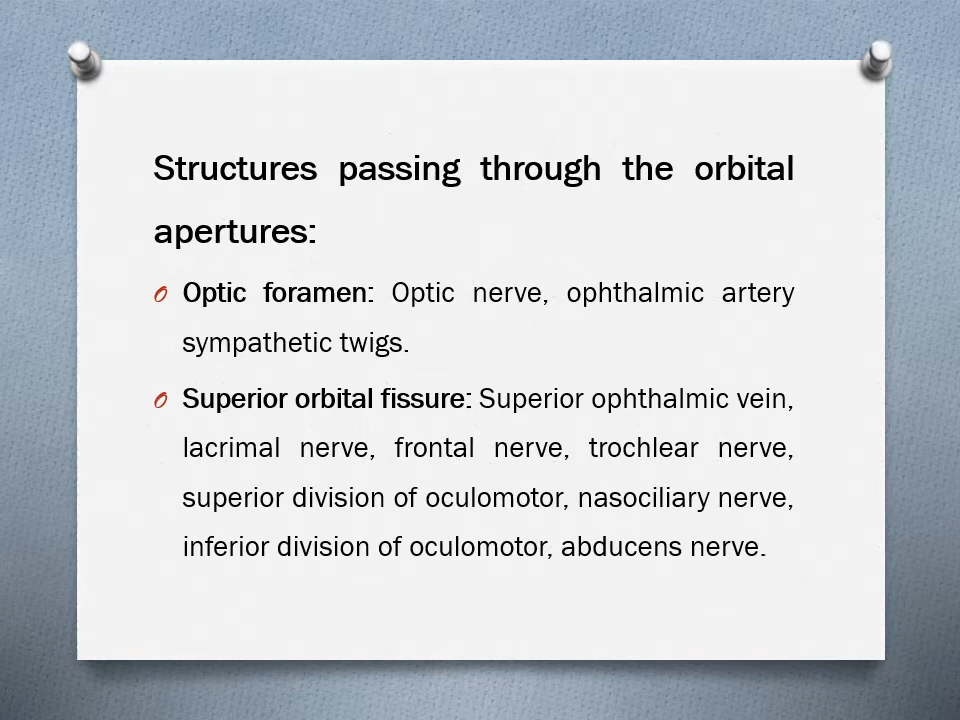 Structures passing through the orbital
apertures:
Optic foramen: Optic nerve, ophthalmic artery
sympathetic twigs.
Superior orbital fissure: Superior ophthalmic vein,
lacrimal nerve, frontal nerve, trochlear nerve,
superior division of oculomotor, nasociliary nerve,
inferior division of oculomotor, abducens nerve.